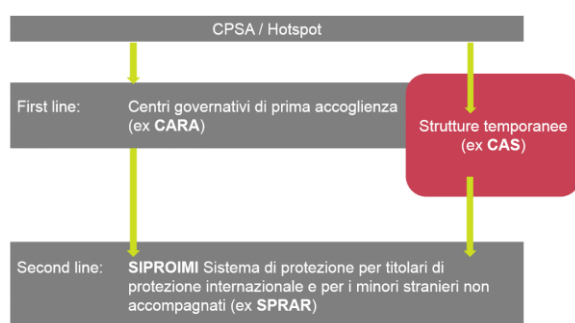 CPSA / Hotspot
First line:
Centri governativi di prima accoglienza
(ex CARA)
Strutture temporanee
(ex CAS)
Second line:
SIPROIMI Sistema di protezione per titolari di
protezione internazionale e per i minori stranieri non
accompagnati (ex SPRAR)